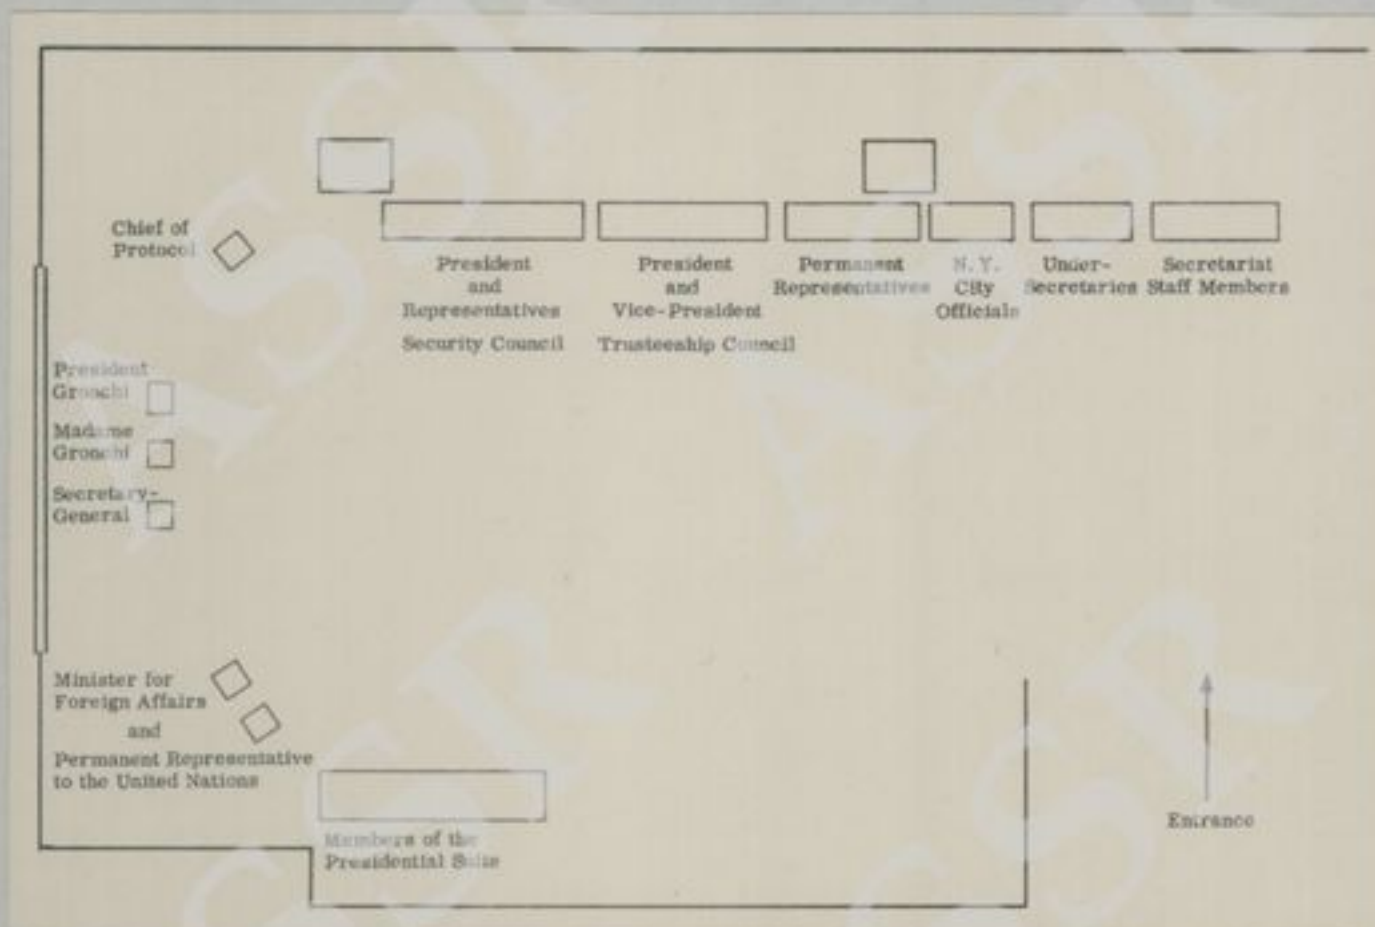 Chief of
Protocol
President
and
Representatives
Security Council
President
and
Vice-President
Trusteeship Council
Permanent
Representatives
N. Y.
City
Officials
Under-
Secretaries
Secretariat
Staff Members
President
Gronchi
Madame
Gronchi
Secretary-
General
Minister for
Foreign Affairs
and
Permanent Representative
to the United Nations
Members of the
Presidential Suite
Entrance